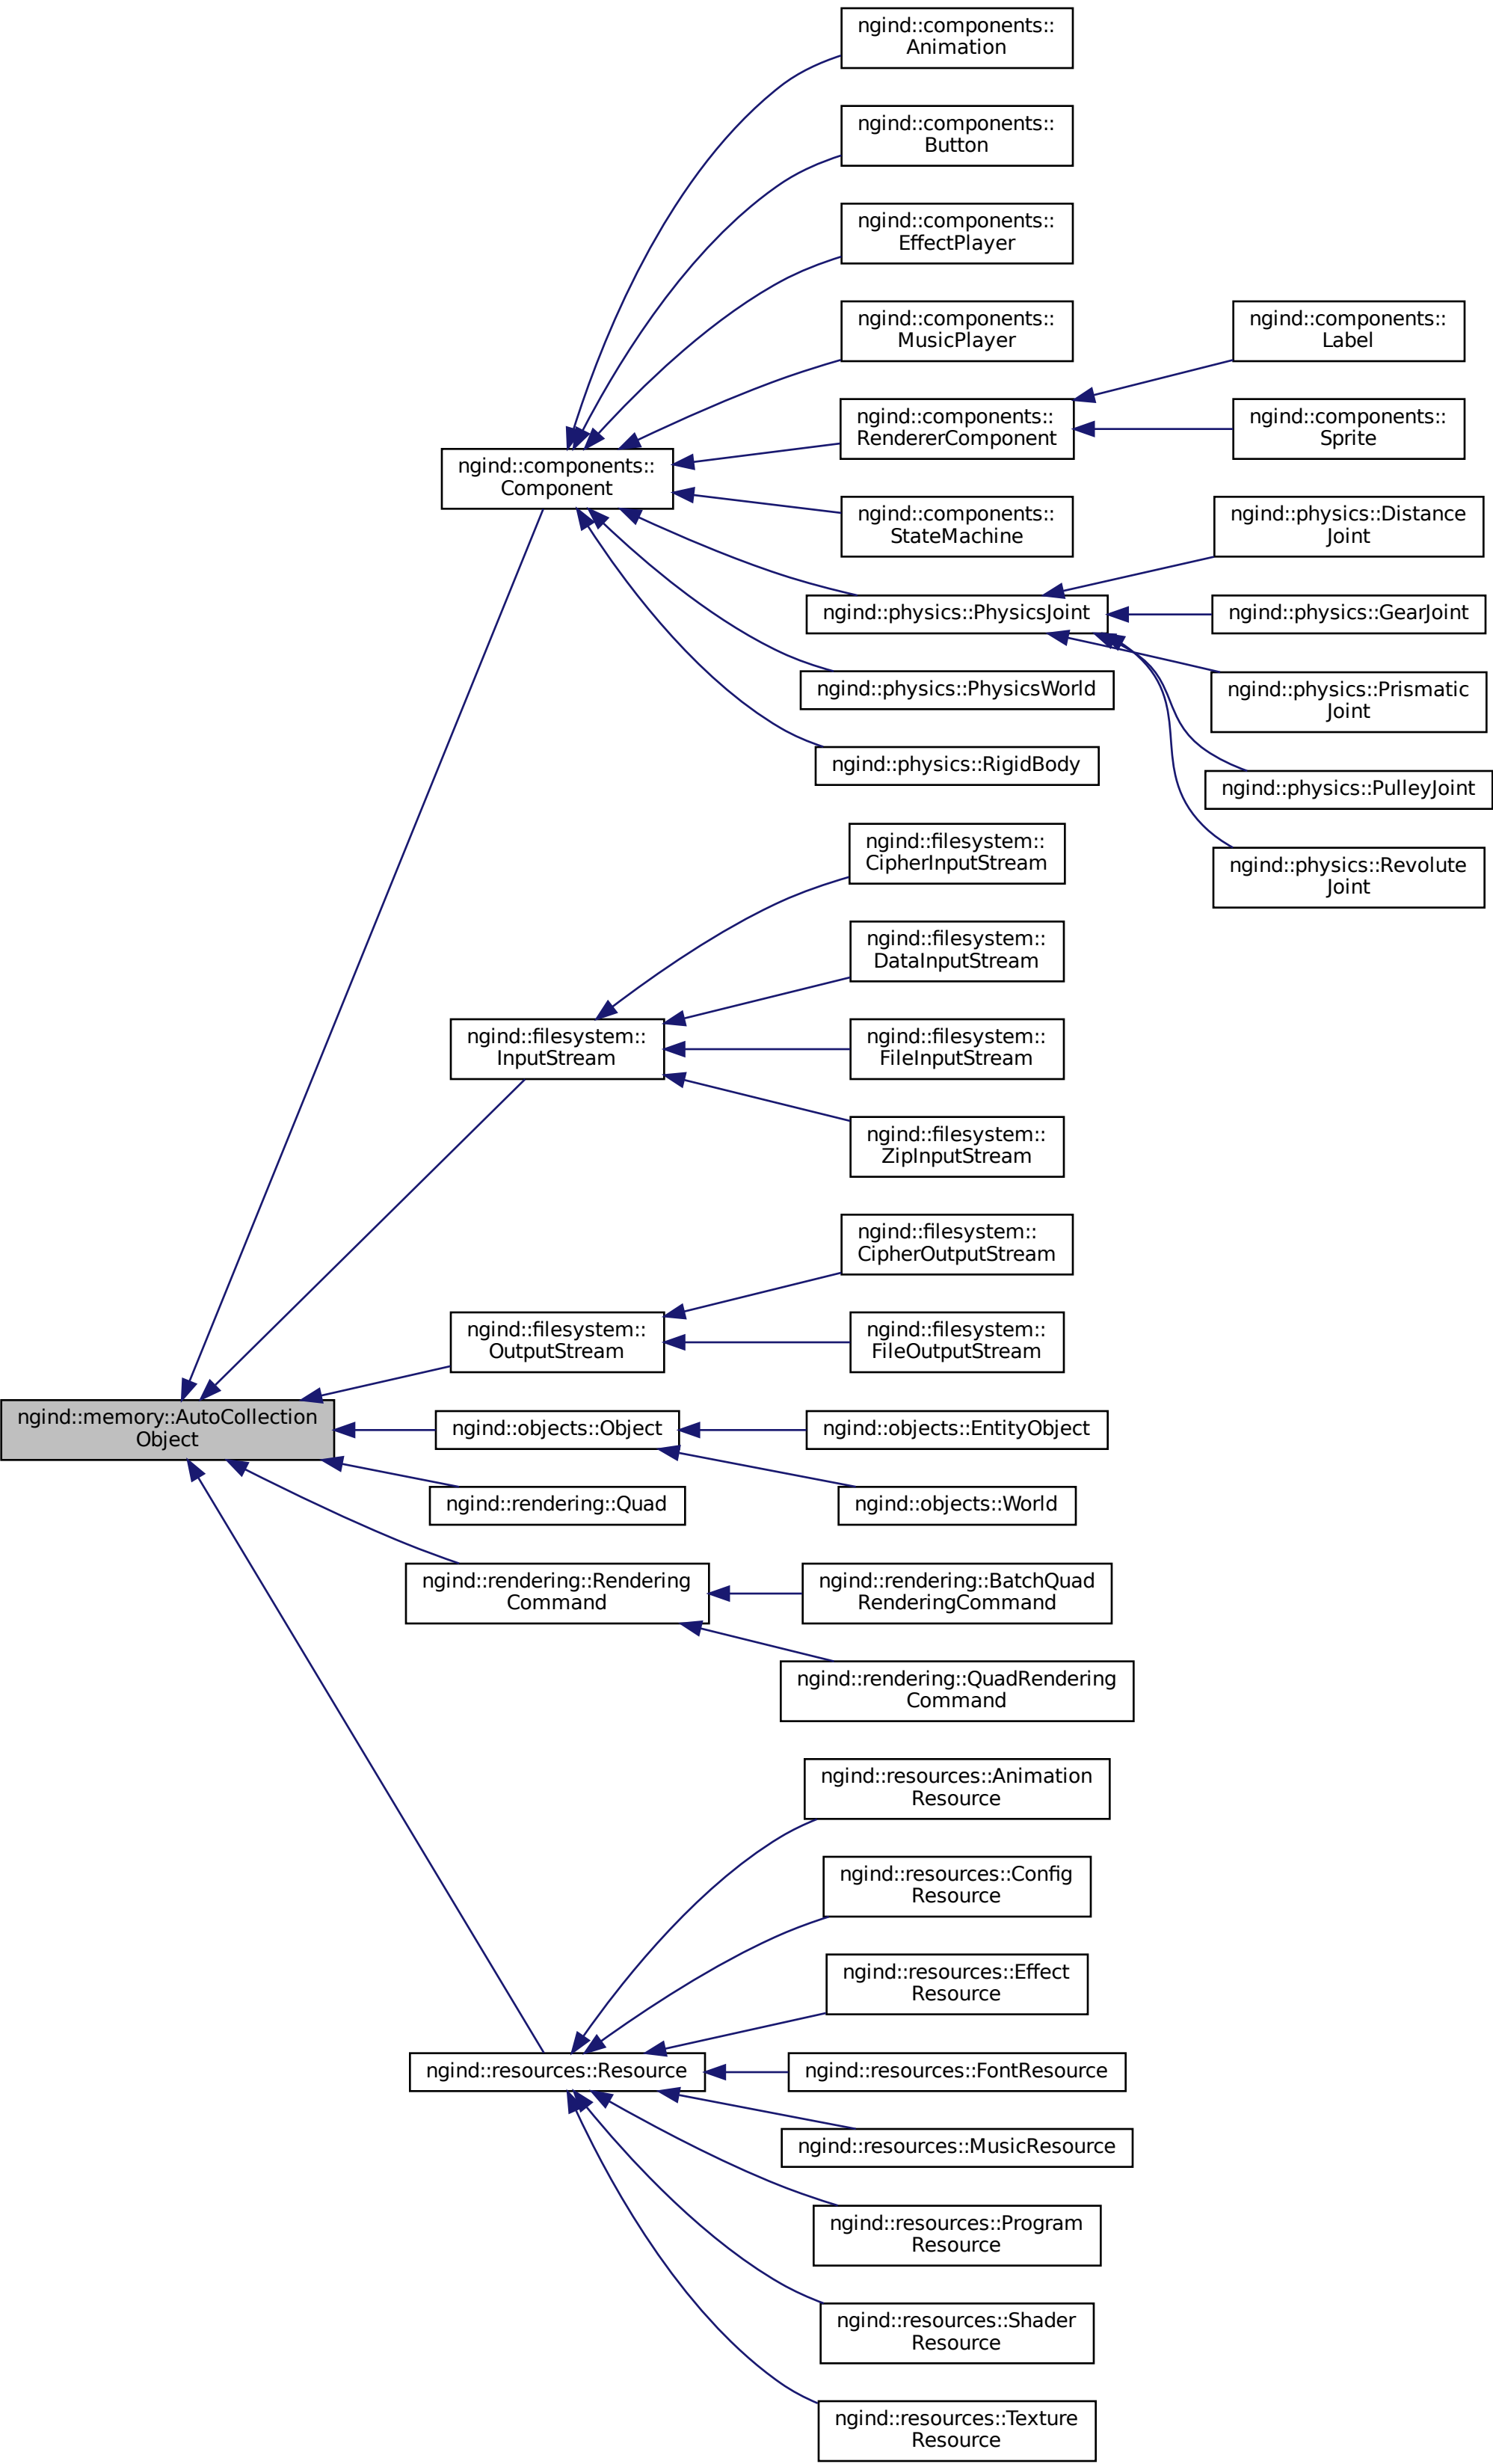 ngind::components::
Animation
ngind::components::
Button
ngind::components::
EffectPlayer
ngind::components::
MusicPlayer
ngind::components::
Label
ngind::components::
RendererComponent
ngind::components::
Sprite
ngind::components::
Component
ngind::components::
StateMachine
ngind::physics::Distance
Joint
ngind::physics::PhysicsJoint
ngind::physics::GearJoint
ngind::physics::PhysicsWorld
ngind::physics::Prismatic
Joint
ngind::physics::RigidBody
ngind::physics::PulleyJoint
ngind::filesystem::
CipherInputStream
ngind::physics::Revolute
Joint
ngind::filesystem::
DataInputStream
ngind::filesystem::
InputStream
ngind::filesystem::
FileInputStream
ngind::filesystem::
ZipInputStream
ngind::filesystem::
CipherOutputStream
ngind::filesystem::
OutputStream
ngind::filesystem::
FileOutputStream
ngind::memory::AutoCollection
Object
ngind::objects::Object
ngind::objects::EntityObject
ngind::rendering::Quad
ngind::objects::World
ngind::rendering::Rendering
Command
ngind::rendering::BatchQuad
RenderingCommand
ngind::rendering::QuadRendering
Command
ngind::resources::Animation
Resource
ngind::resources::Config
Resource
ngind::resources::Effect
Resource
ngind::resources::Resource
ngind::resources::FontResource
ngind::resources::MusicResource
ngind::resources::Program
Resource
ngind::resources::Shader
Resource
ngind::resources::Texture
Resource